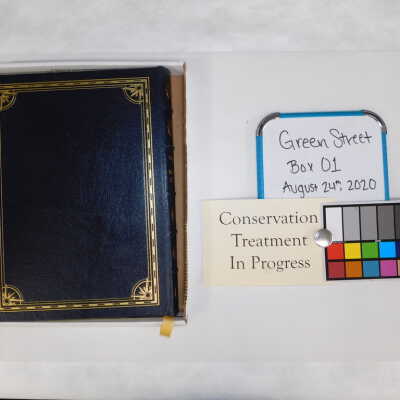 Green Street
Box 01
August 24th, 2020
Conservation
Treatment
In Progress